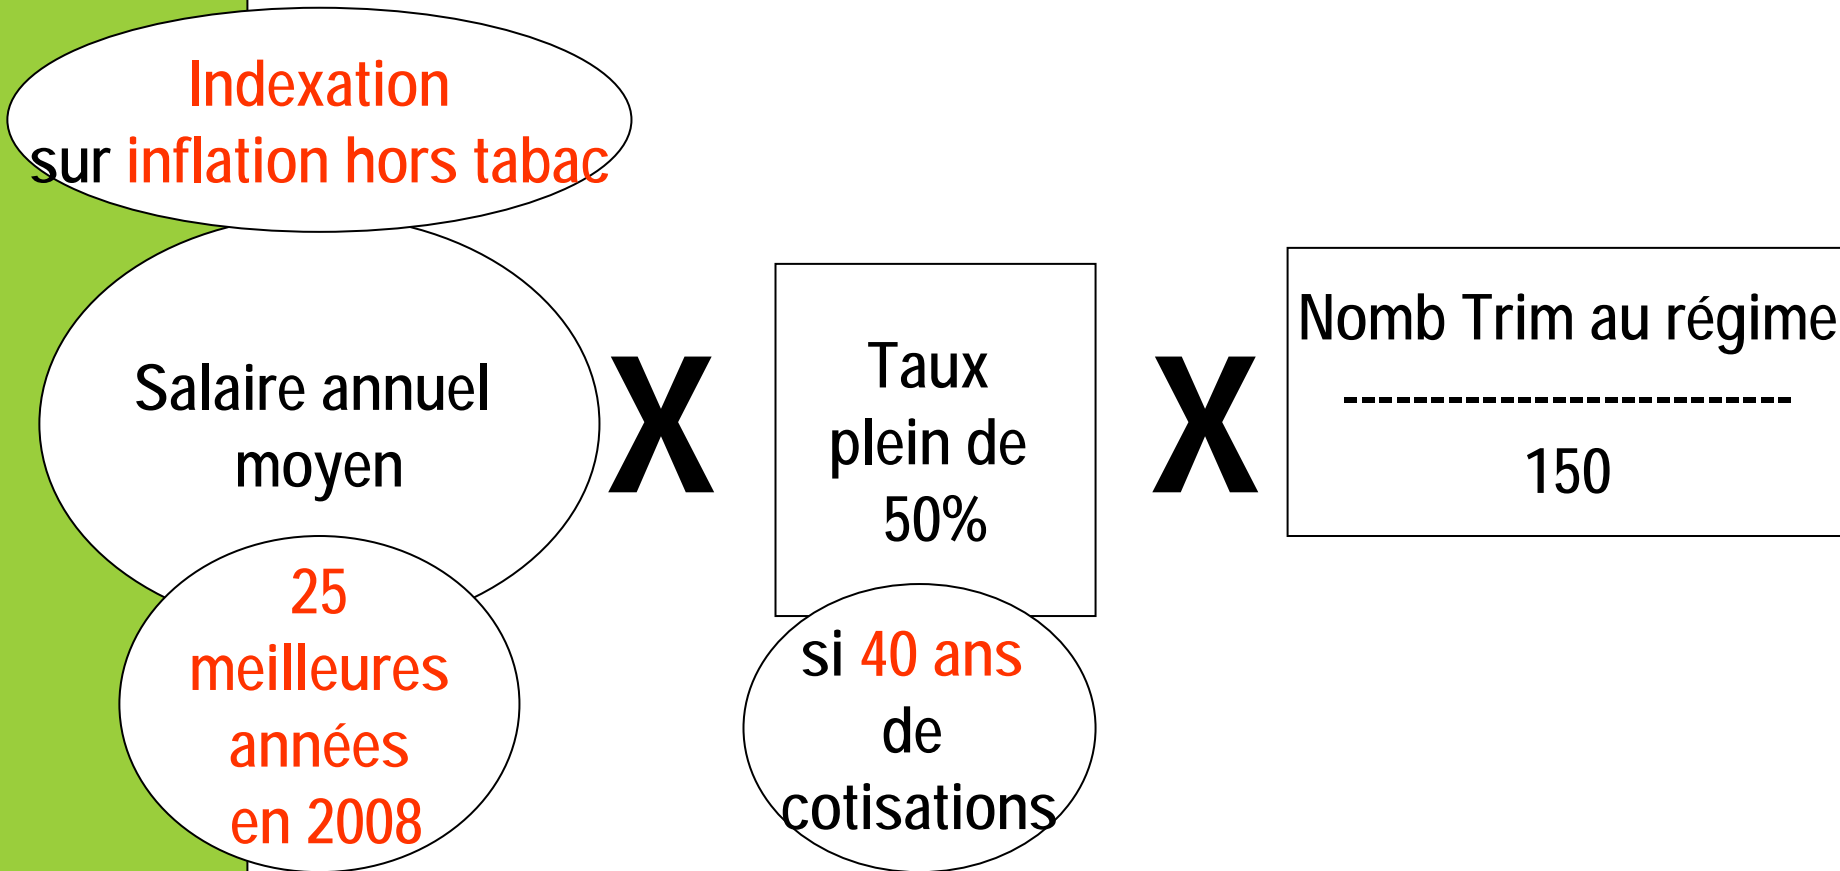 Indexation
sur inflation hors tabac
Salaire annuel
moyen
25
meilleures
années
en 2008
X
Taux
plein de
50%
si 40 ans
de
cotisations
X
Nomb Trim au régime
--------------------------
150